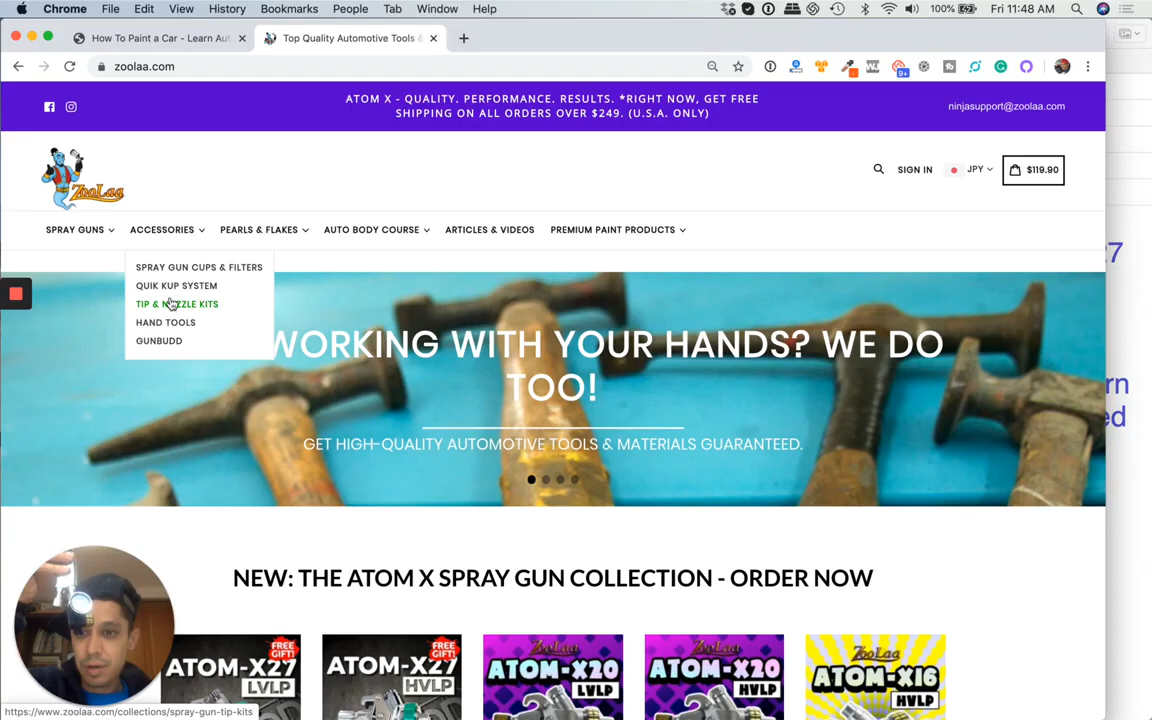 Chrome File Edit View History Bookmarks People Tab Window Help 100% Fri 11:48 AM
How To Paint a Car - Learn Aut
Top Quality Automotive Tools &
zoolaa.com
9+
ATOM X - QUALITY. PERFORMANCE. RESULTS. *RIGHT NOW, GET FREE
SHIPPING ON ALL ORDERS OVER $249. (U.S.A. ONLY)
ninjasupport@zoolaa.com
ZooLaa
SIGN IN JPY $119.90
SPRAY GUNS ACCESSORIES PEARLS & FLAKES AUTO BODY COURSE ARTICLES & VIDEOS PREMIUM PAINT PRODUCTS
SPRAY GUN CUPS & FILTERS
QUIK KUP SYSTEM
TIP & NOZZLE KITS
HAND TOOLS
GUNBUDD
WORKING WITH YOUR HANDS? WE DO
TOO!
GET HIGH-QUALITY AUTOMOTIVE TOOLS & MATERIALS GUARANTEED.
27
rn
ed
NEW: THE ATOM X SPRAY GUN COLLECTION - ORDER NOW
FREE GIFT!
ATOM-X27
LVLP
FREE GIFT!
ATOM-X27
HVLP
ZooLaa
ATOM-X20
LVLP
ZooLaa
ATOM-X20
HVLP
ZooLaa
ATOM-X16
HVLP
https://www.zoolaa.com/collections/spray-gun-tip-kits